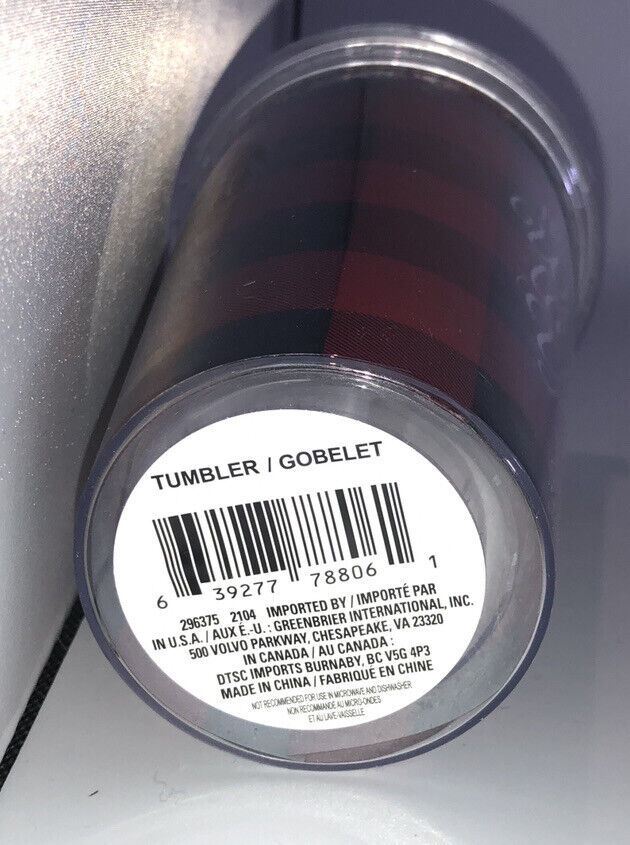 TUMBLER / GOBELET
6 39277 78806 1
296375 2104 IMPORTED BY / IMPORTÉ PAR
IN U.S.A. / AUX É.-U. : GREENBRIER INTERNATIONAL, INC.
500 VOLVO PARKWAY, CHESAPEAKE, VA 23320
IN CANADA / AU CANADA :
DTSC IMPORTS BURNABY, BC V5G 4P3
MADE IN CHINA / FABRIQUÉ EN CHINE
NOT RECOMMENDED FOR USE IN MICROWAVE AND DISHWASHER
NON RECOMMANDÉ AU MICRO-ONDES
ET AU LAVE-VAISSELLE